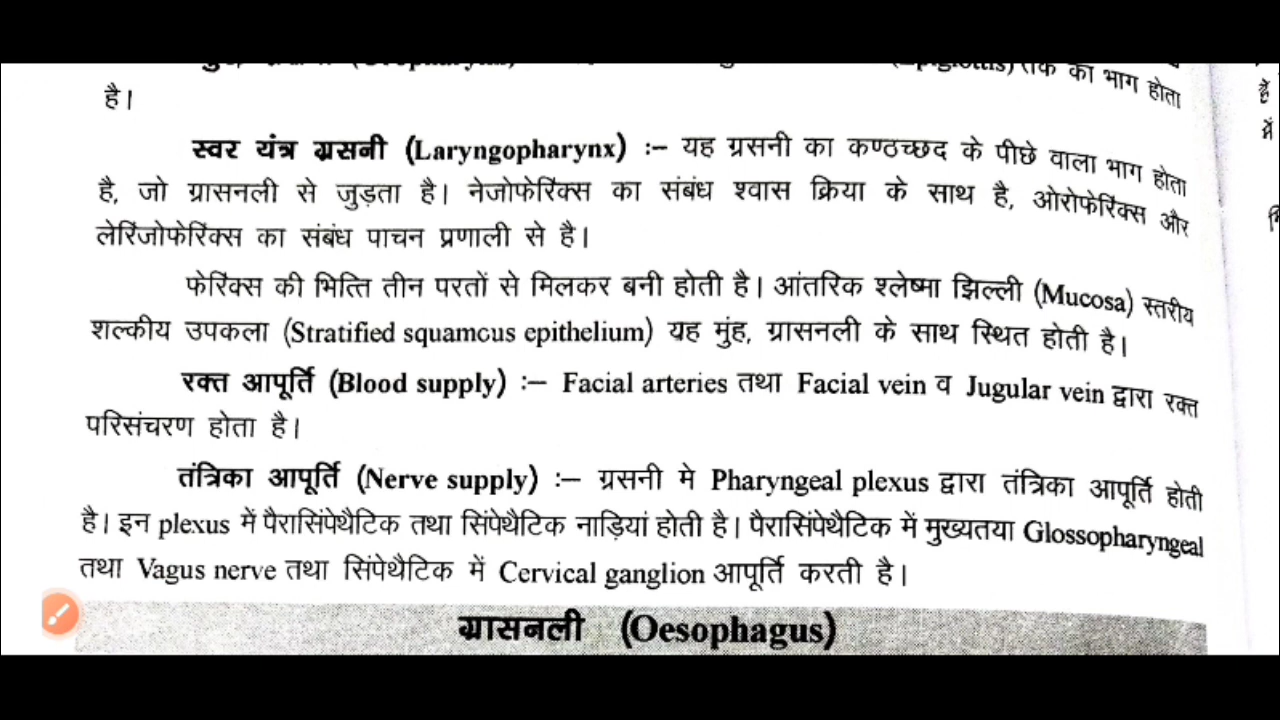 (Epiglottis) तक का भाग होता
है।
स्वर यंत्र ग्रसनी (Laryngopharynx) :– यह ग्रसनी का कण्ठच्छद के पीछे वाला भाग होता
है, जो ग्रासनली से जुड़ता है। नेजोफेरिंक्स का संबंध श्वास क्रिया के साथ है, ओरोफेरिंक्स और
लेरिंजोफेरिंक्स का संबंध पाचन प्रणाली से है।
फेरिंक्स की भित्ति तीन परतों से मिलकर बनी होती है। आंतरिक श्लेष्मा झिल्ली (Mucosa) स्तरीय
शल्कीय उपकला (Stratified squamous epithelium) यह मुंह, ग्रासनली के साथ स्थित होती है।
रक्त आपूर्ति (Blood supply) :– Facial arteries तथा Facial vein व Jugular vein द्वारा रक्त
परिसंचरण होता है।
तंत्रिका आपूर्ति (Nerve supply) :– ग्रसनी मे Pharyngeal plexus द्वारा तंत्रिका आपूर्ति होती
है। इन plexus में पैरासिंपेथैटिक तथा सिंपेथैटिक नाड़ियां होती है। पैरासिंपेथैटिक में मुख्यतया Glossopharyngeal
तथा Vagus nerve तथा सिंपेथैटिक में Cervical ganglion आपूर्ति करती है।
ग्रासनली (Oesophagus)